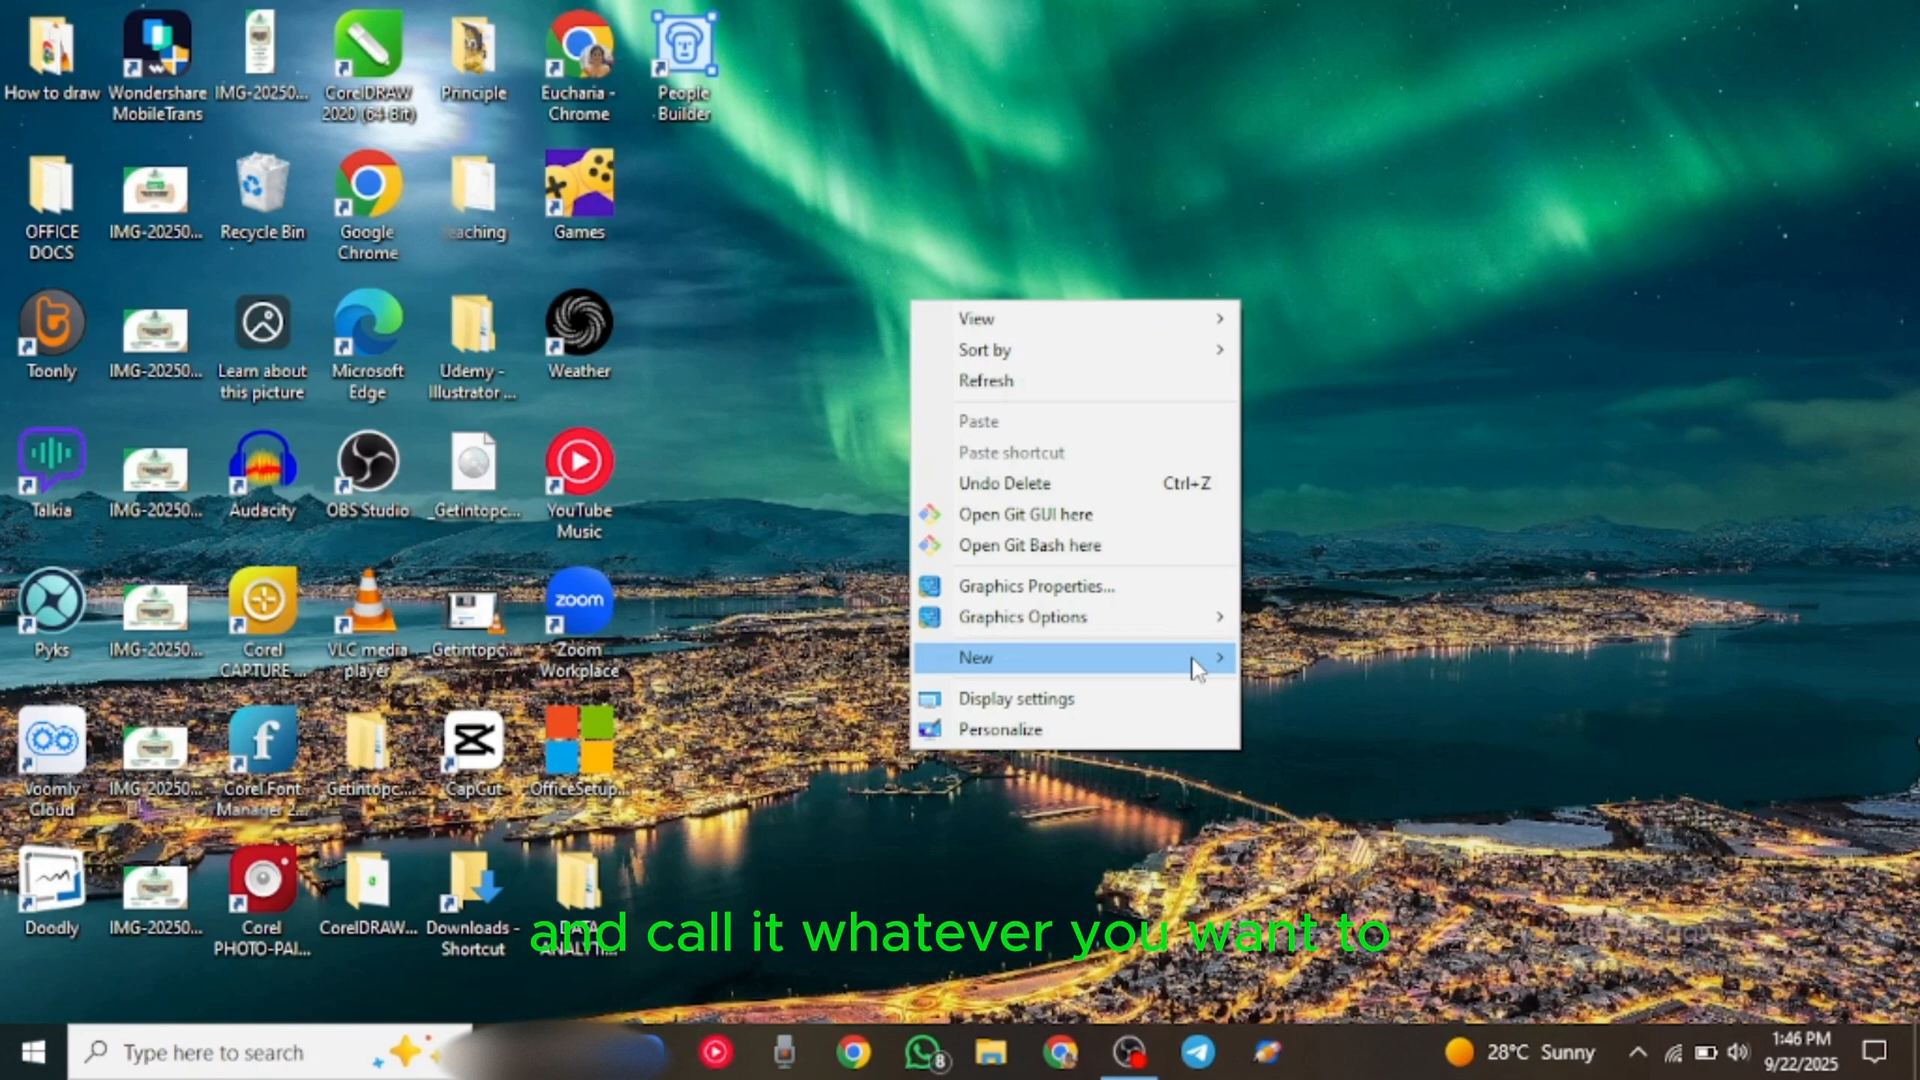 How to draw
Wondershare
MobileTrans
IMG-20250...
CorelDRAW
2020 (64-Bit)
Principle
Eucharia -
Chrome
People
Builder
OFFICE
DOCS
IMG-20250...
Recycle Bin
Google
Chrome
eaching
Games
Toonly
IMG-20250...
Learn about
this picture
Microsoft
Edge
Udemy -
Illustrator ...
Weather
Talkia
IMG-20250...
Audacity
OBS Studio
_Getintopc...
YouTube
Music
Pyks
IMG-20250...
Corel
CAPTURE ...
VLC media
player
_Getintopc...
zoom
Zoom
Workplace
Voomly
Cloud
IMG-20250...
Corel Font
Manager 2...
Getintopc....
CapCut
OfficeSetup...
Doodly
IMG-20250...
Corel
PHOTO-PAI...
CorelDRAW...
Downloads -
Shortcut
DATA
ANALYTI...
View
Sort by
Refresh
Paste
Paste shortcut
Undo Delete Ctrl+Z
Open Git GUI here
Open Git Bash here
Graphics Properties...
Graphics Options
New
Display settings
Personalize
and call it whatever you want to
Type here to search
8
28°C Sunny
1:46 PM
9/22/2025